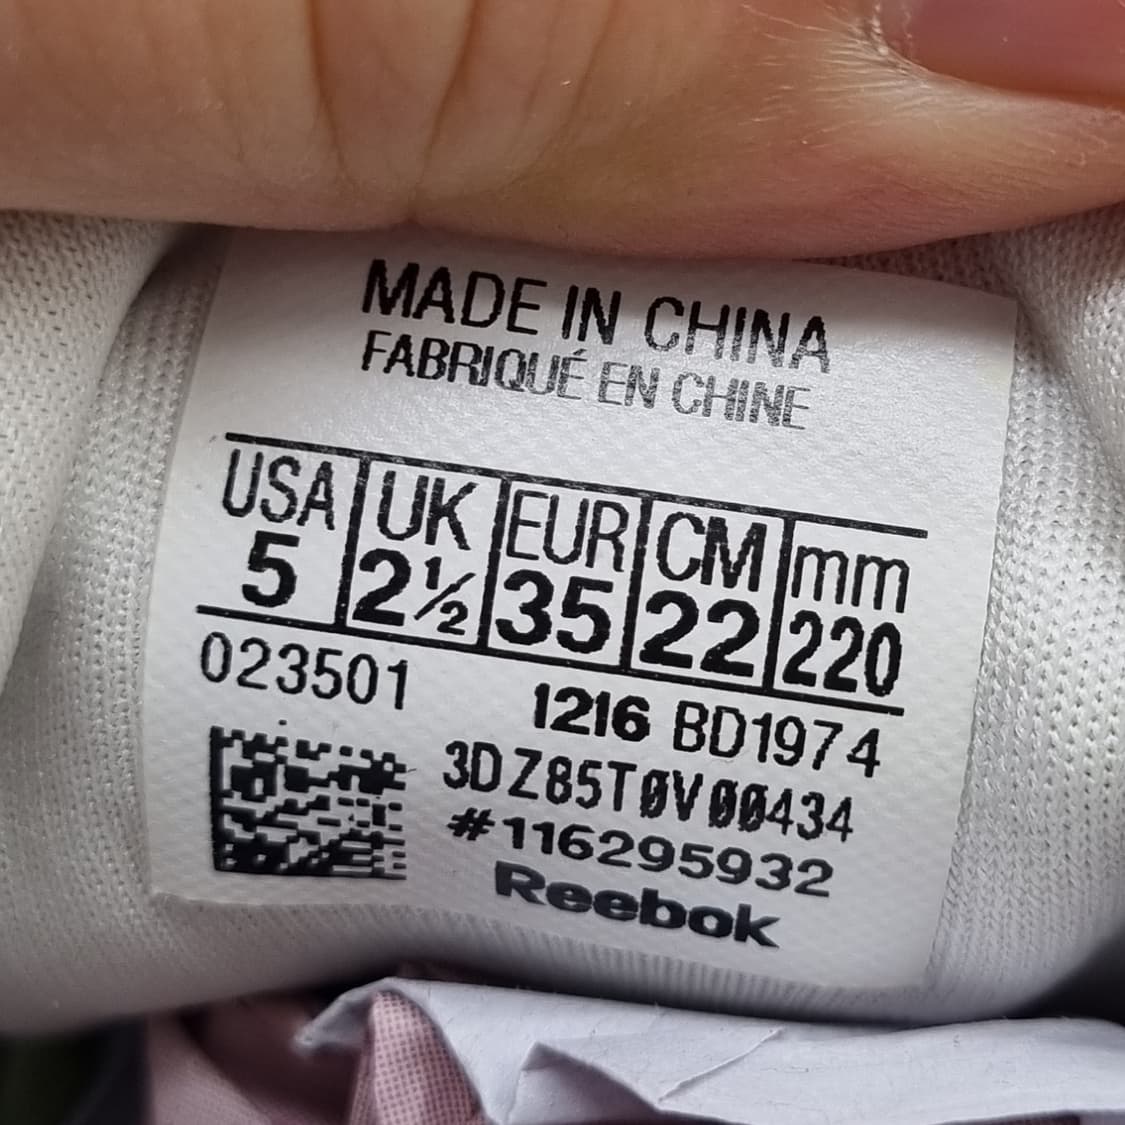 MADE IN CHINA
FABRIQUÉ EN CHINE
USA UK EUR CM mm
5 2½ 35 22 220
023501 1216 BD1974
3DZ85TØVØØ434
#116295932
Reebok